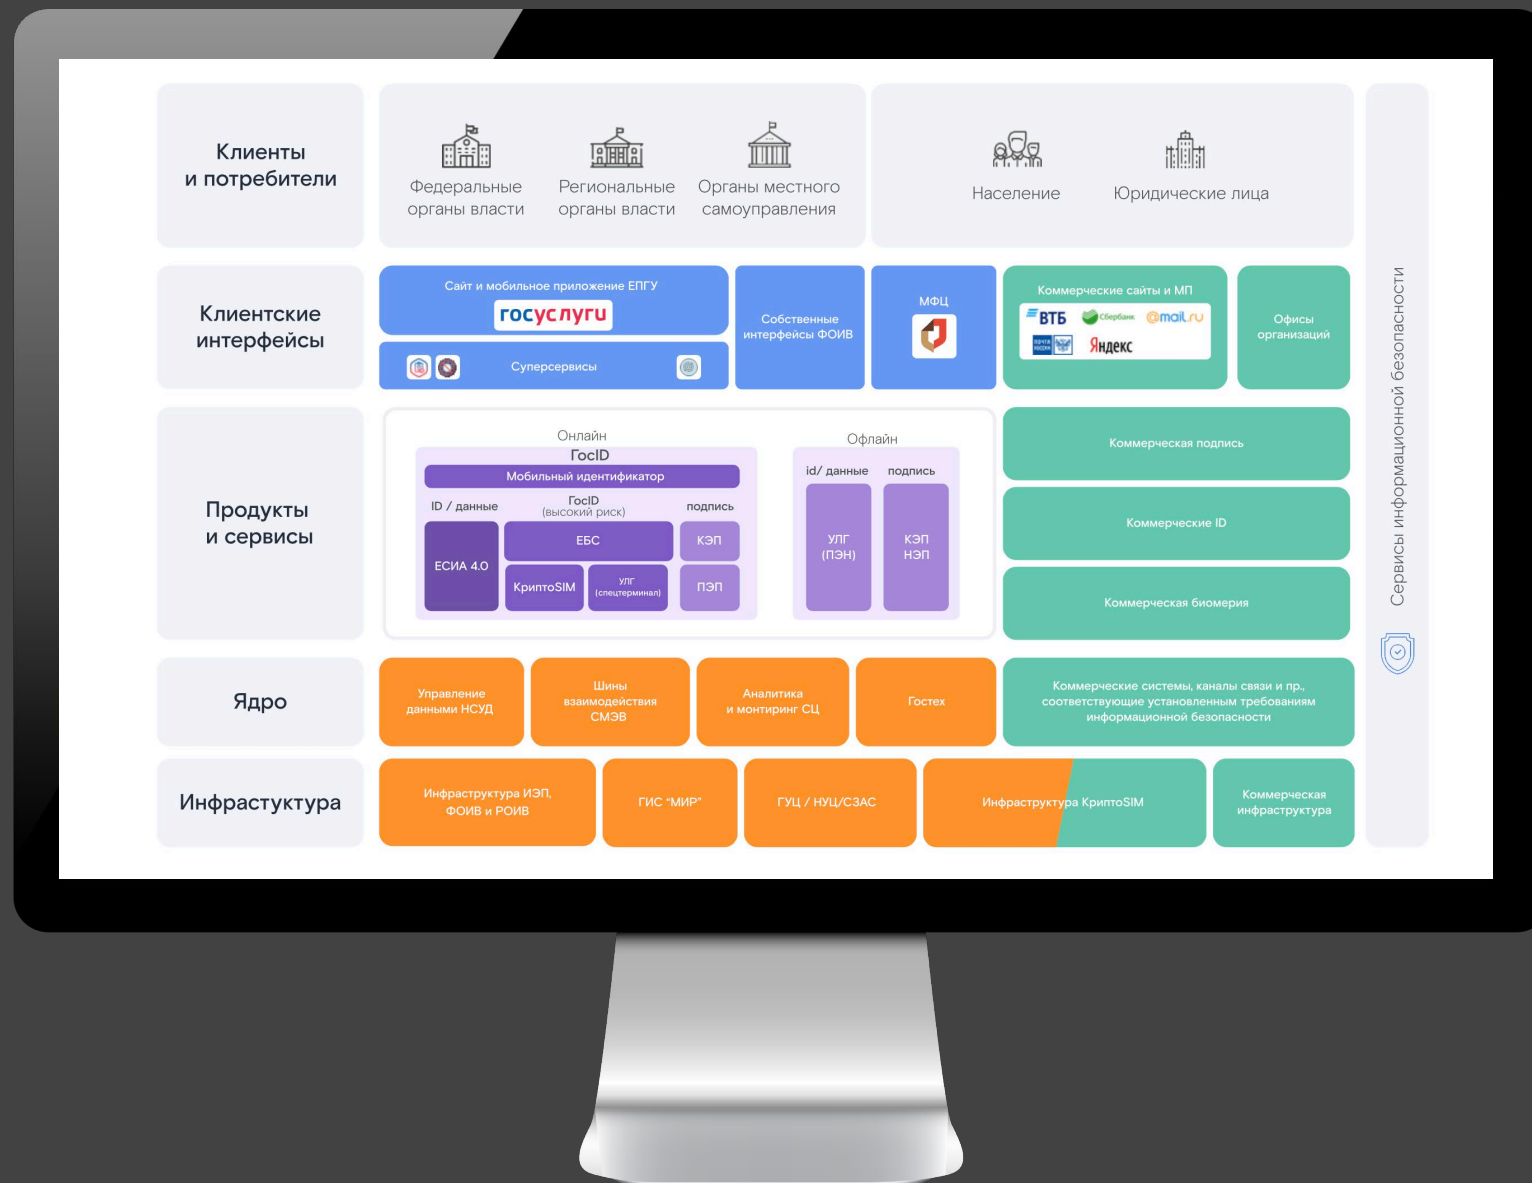 Клиенты
и потребители
Федеральные
органы власти
Региональные
органы власти
Органы местного
самоуправления
Население
Юридические лица
Клиентские
интерфейсы
Сайт и мобильное приложение ЕПГУ
госуслуги
Суперсервисы
Собственные
интерфейсы ФОИВ
МФЦ
Коммерческие сайты и МП
ВТБ
Сбербанк
@mail.ru
ПОЧТА
РОССИИ
Яндекс
Офисы
организаций
Продукты
и сервисы
Онлайн
ГосID
Мобильный идентификатор
ID / данные
ГосID
(высокий риск)
подпись
ЕСИА 4.0
ЕБС
КЭП
КриптоSIM
УЛГ
(спецтерминал)
ПЭП
Офлайн
id/ данные
подпись
УЛГ
(ПЭН)
КЭП
НЭП
Коммерческая подпись
Коммерческие ID
Коммерческая биомерия
Ядро
Управление
данными НСУД
Шины
взаимодействия
СМЭВ
Аналитика
и монтиринг СЦ
Гостех
Коммерческие системы, каналы связи и пр.,
соответствующие установленным требованиям
информационной безопасности
Инфрастуктура
Инфраструктура ИЭП,
ФОИВ и РОИВ
ГИС “МИР”
ГУЦ / НУЦ/СЗАС
Инфраструктура КриптоSIM
Коммерческая
инфраструктура
Сервисы информационной безопасности